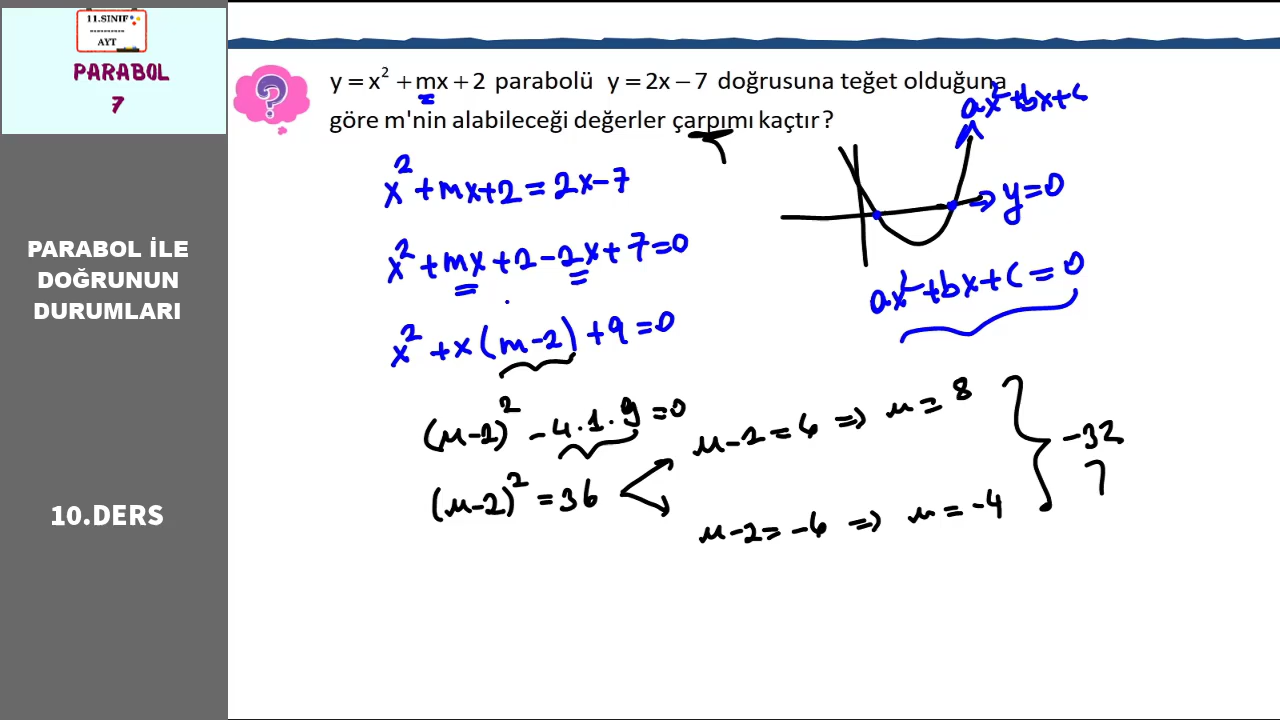 11.SINIF
----------
AYT
PARABOL
7
PARABOL İLE
DOĞRUNUN
DURUMLARI
10.DERS
y = x² + mx + 2 parabolü y = 2x − 7 doğrusuna teğet olduğuna
göre m'nin alabileceği değerler çarpımı kaçtır?
ax²+bx+c
x²+mx+2=2x-7
⇒ y=0
x²+mx+2-2x+7=0
ax²+bx+c=0
x²+x(m-2)+9=0
(m-2)²-4.1.9=0
m-2=6 ⇒ m=8
(m-2)²=36
-32
m-2=-6 ⇒ m=-4